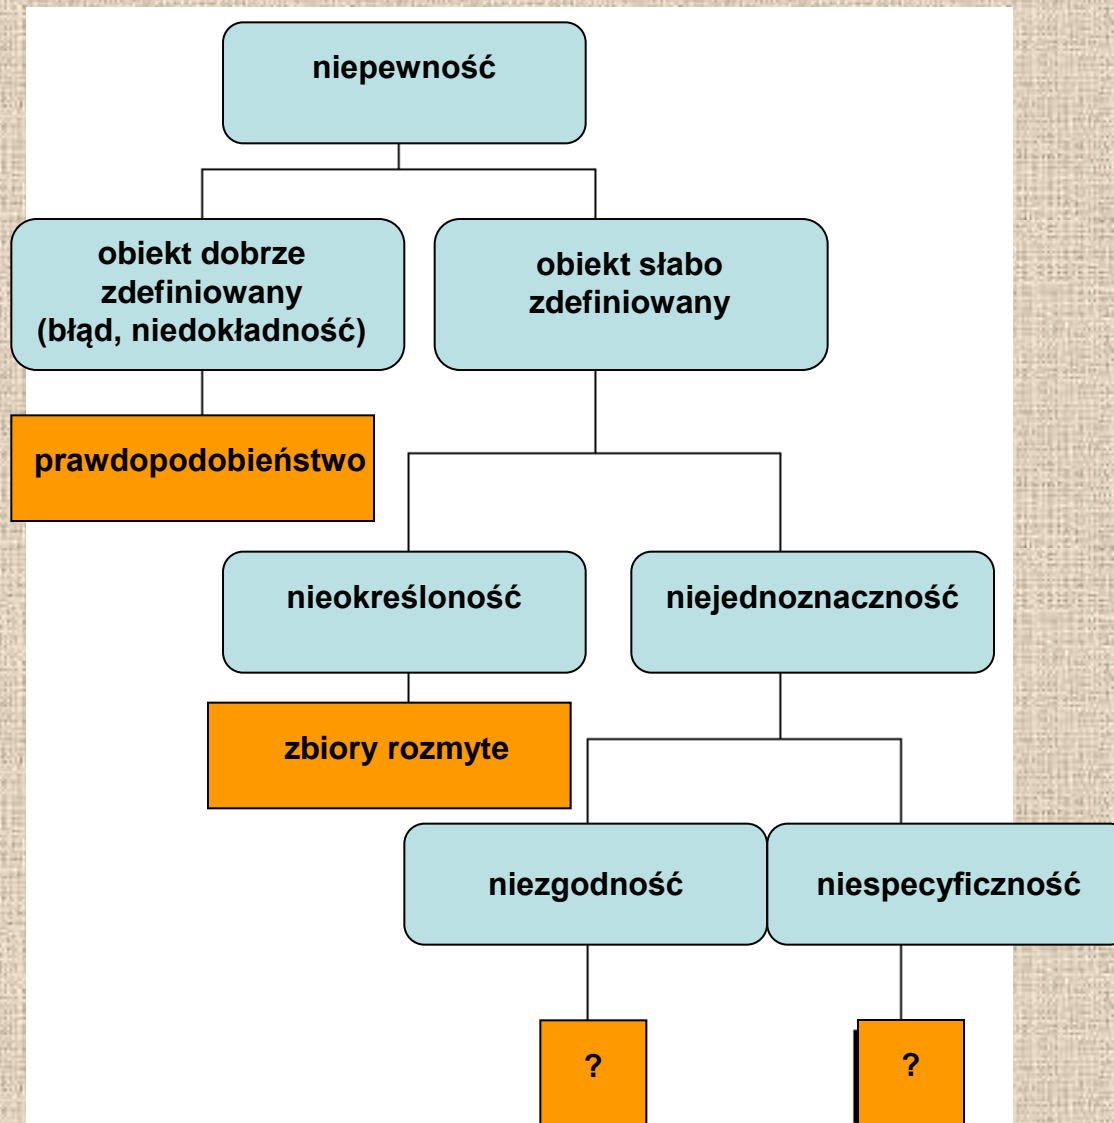 niepewność
obiekt dobrze
zdefiniowany
(błąd, niedokładność)
obiekt słabo
zdefiniowany
prawdopodobieństwo
nieokreśloność
niejednoznaczność
zbiory rozmyte
niezgodność
niespecyficzność
?
?